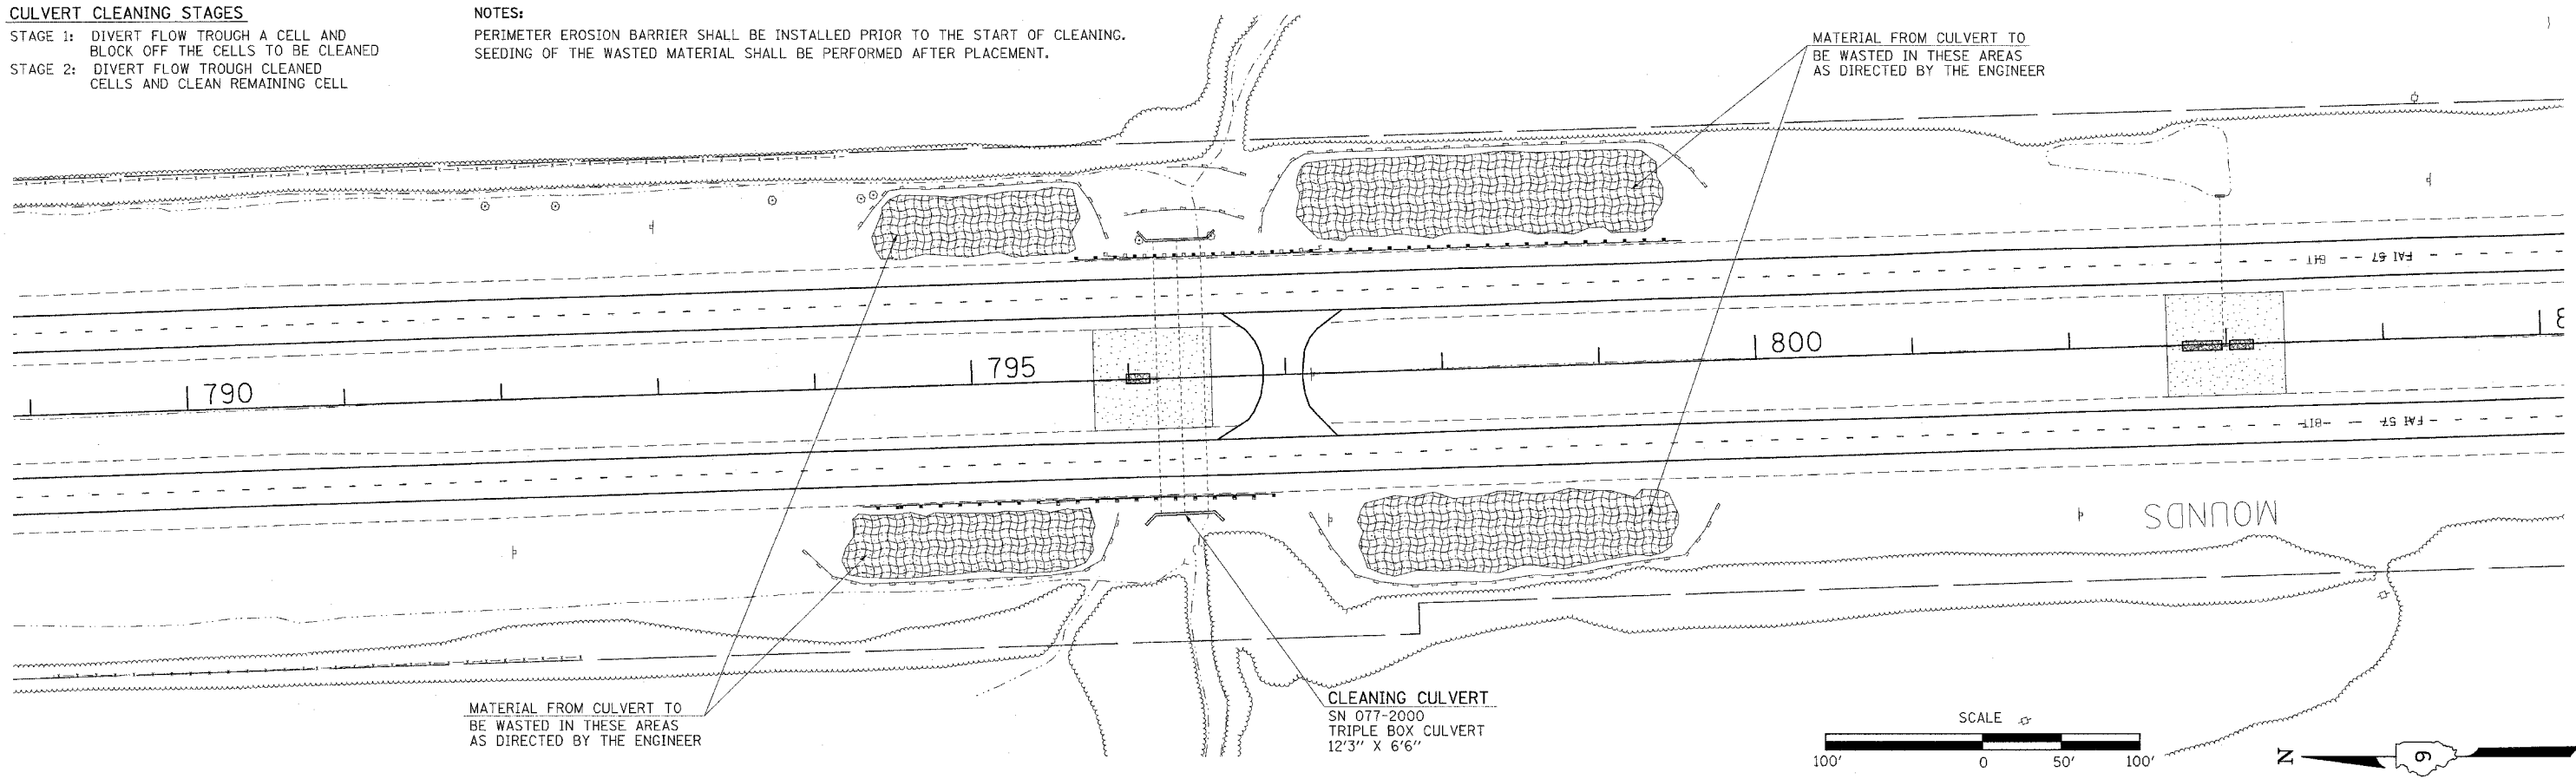 CULVERT CLEANING STAGES
STAGE 1: DIVERT FLOW TROUGH A CELL AND
BLOCK OFF THE CELLS TO BE CLEANED
STAGE 2: DIVERT FLOW TROUGH CLEANED
CELLS AND CLEAN REMAINING CELL
NOTES:
PERIMETER EROSION BARRIER SHALL BE INSTALLED PRIOR TO THE START OF CLEANING.
SEEDING OF THE WASTED MATERIAL SHALL BE PERFORMED AFTER PLACEMENT.
MATERIAL FROM CULVERT TO
BE WASTED IN THESE AREAS
AS DIRECTED BY THE ENGINEER
FAI 57 BIT
790
795
800
8
FAI 57 BIT
MOUNDS
MATERIAL FROM CULVERT TO
BE WASTED IN THESE AREAS
AS DIRECTED BY THE ENGINEER
CLEANING CULVERT
SN 077-2000
TRIPLE BOX CULVERT
12'3" X 6'6"
SCALE
100' 0 50' 100'
N
9